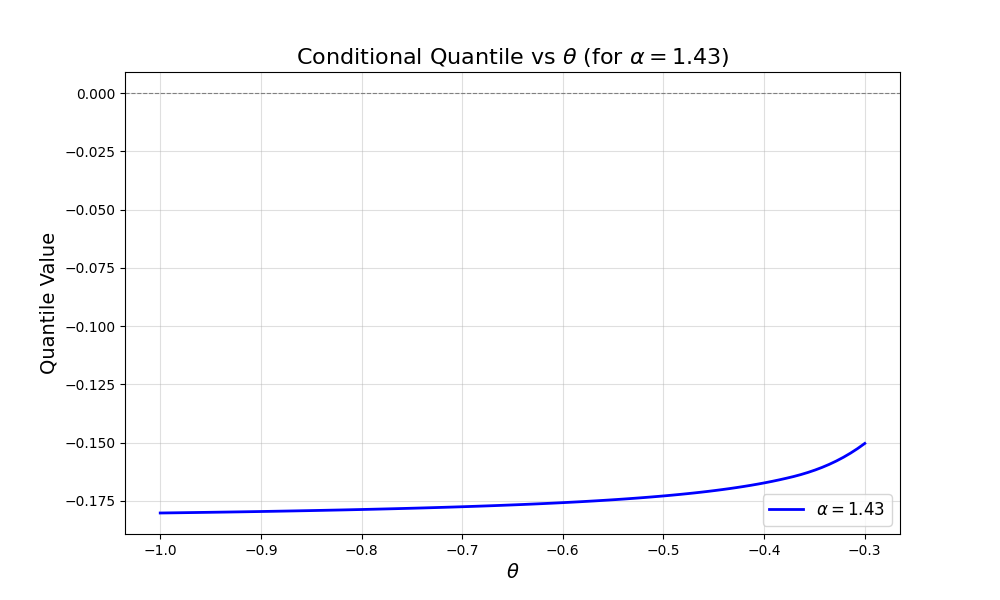 Conditional Quantile vs θ (for α = 1.43)
Quantile Value
0.000
−0.025
−0.050
−0.075
−0.100
−0.125
−0.150
−0.175
α = 1.43
−1.0 −0.9 −0.8 −0.7 −0.6 −0.5 −0.4 −0.3
θ